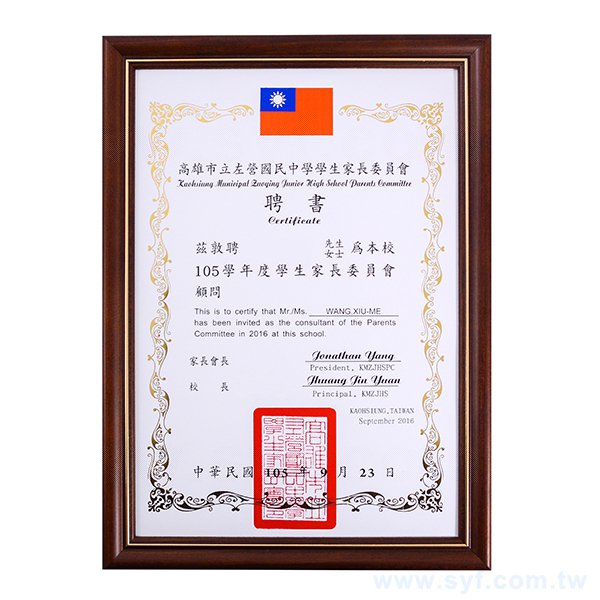 高雄市立左營國民中學學生家長委員會
Kaohsiung Municipal Zuoying Junior High School Parents Committee
聘書
Certificate
茲敦聘 先生 女士 爲本校
105學年度學生家長委員會
顧問
This is to certify that Mr./Ms. WANG,XIU-ME
has been invited as the consultant of the Parents
Committee in 2016 at this school.
家長會長 Jonathan Yang
President, KMZJHSPC
校長 Jhuang Jin Yuan
Principal, KMZJHS
KAOHSIUNG,TAIWAN
September 2016
中華民國 105 年 9 月 23 日
www.syf.com.tw